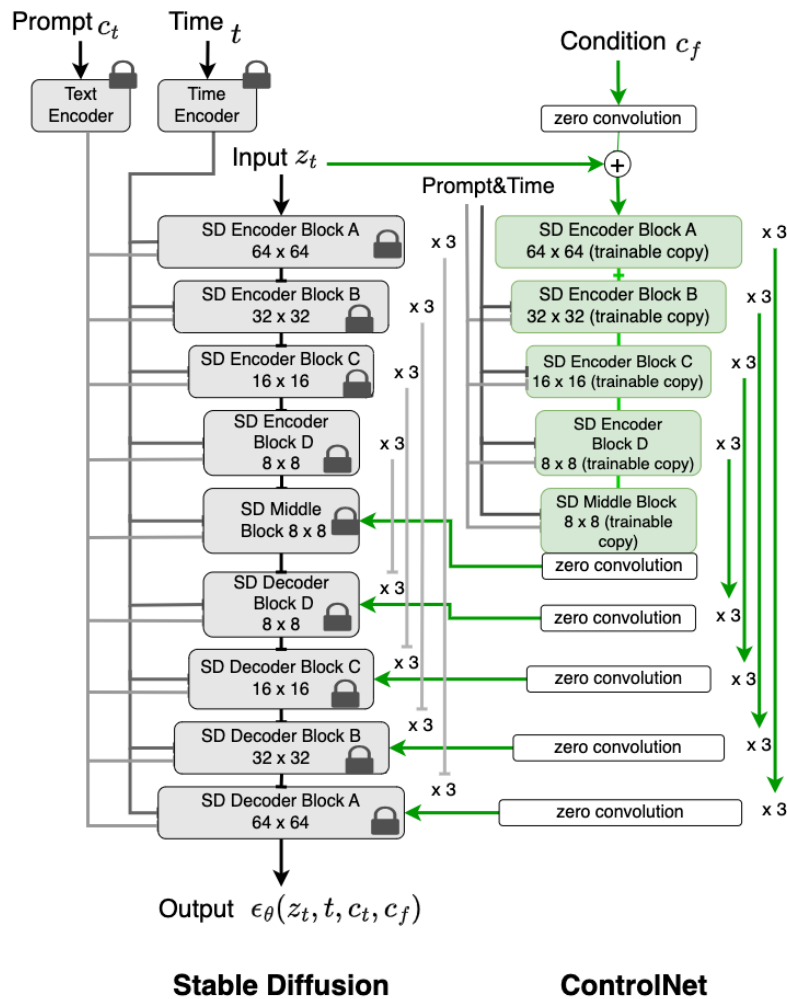 Prompt c_t
Time t
Condition c_f
Text
Encoder
Time
Encoder
zero convolution
Input z_t
+
Prompt&Time
SD Encoder Block A
64 x 64
x 3
SD Encoder Block A
64 x 64 (trainable copy)
x 3
SD Encoder Block B
32 x 32
x 3
SD Encoder Block B
32 x 32 (trainable copy)
x 3
SD Encoder Block C
16 x 16
x 3
SD Encoder Block C
16 x 16 (trainable copy)
x 3
SD Encoder
Block D
8 x 8
x 3
SD Encoder
Block D
8 x 8 (trainable copy)
x 3
SD Middle
Block 8 x 8
SD Middle Block
8 x 8 (trainable
copy)
zero convolution
SD Decoder
Block D
8 x 8
x 3
zero convolution
x 3
SD Decoder Block C
16 x 16
x 3
zero convolution
x 3
SD Decoder Block B
32 x 32
x 3
zero convolution
x 3
SD Decoder Block A
64 x 64
x 3
zero convolution
x 3
Output ϵ_θ(z_t, t, c_t, c_f)
Stable Diffusion
ControlNet